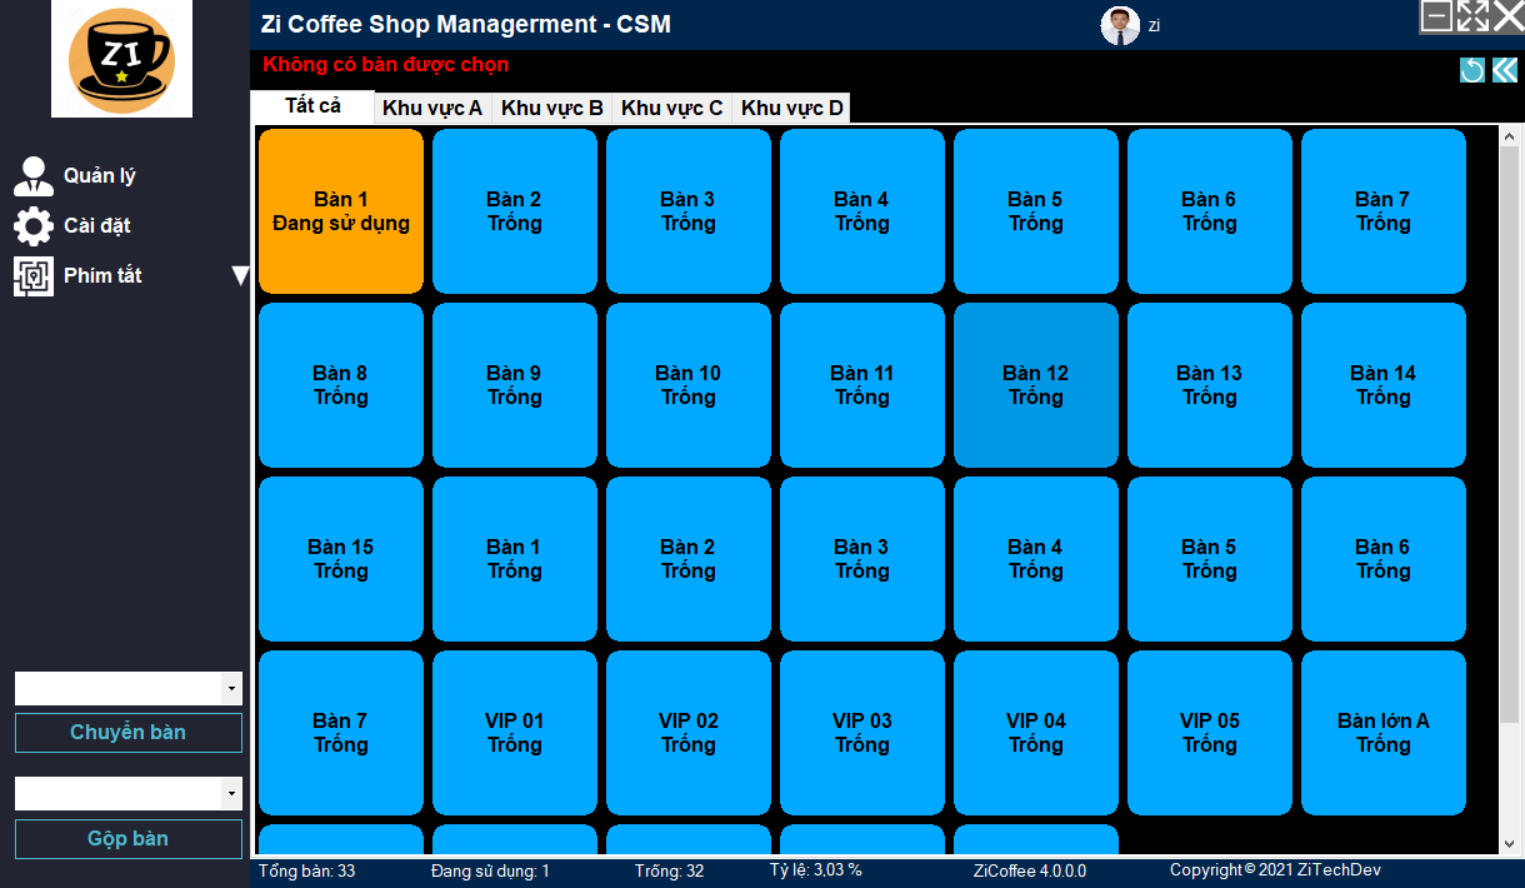 ZI
Zi Coffee Shop Managerment - CSM
zi
Không có bàn được chọn
Tất cả
Khu vực A
Khu vực B
Khu vực C
Khu vực D
Quản lý
Cài đặt
Phím tắt
Bàn 1
Đang sử dụng
Bàn 2
Trống
Bàn 3
Trống
Bàn 4
Trống
Bàn 5
Trống
Bàn 6
Trống
Bàn 7
Trống
Bàn 8
Trống
Bàn 9
Trống
Bàn 10
Trống
Bàn 11
Trống
Bàn 12
Trống
Bàn 13
Trống
Bàn 14
Trống
Bàn 15
Trống
Bàn 1
Trống
Bàn 2
Trống
Bàn 3
Trống
Bàn 4
Trống
Bàn 5
Trống
Bàn 6
Trống
Bàn 7
Trống
VIP 01
Trống
VIP 02
Trống
VIP 03
Trống
VIP 04
Trống
VIP 05
Trống
Bàn lớn A
Trống
Chuyển bàn
Gộp bàn
Tổng bàn: 33
Đang sử dụng: 1
Trống: 32
Tỷ lệ: 3,03 %
ZiCoffee 4.0.0.0
Copyright © 2021 ZiTechDev